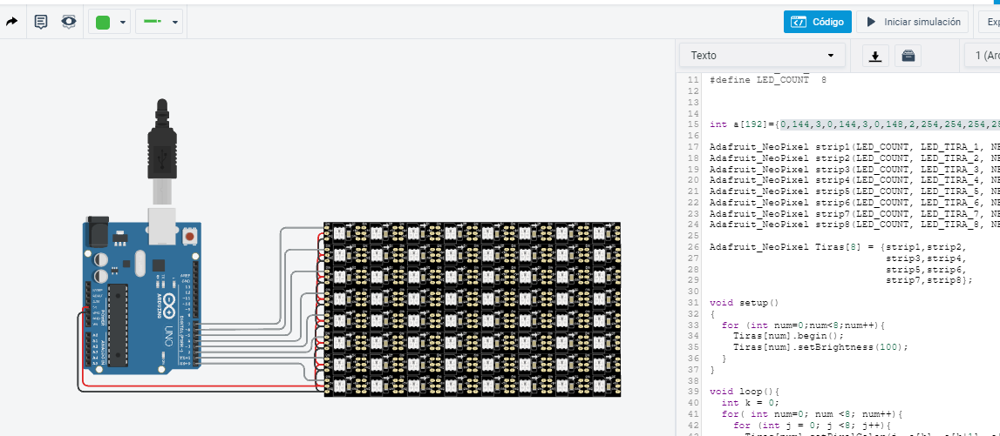 Código
Iniciar simulación
Exp
Texto
1 (Arc
11 #define LED_COUNT 8
12
13
14
15 int a[192]={0,144,3,0,144,3,0,148,2,254,254,254,25
16
17 Adafruit_NeoPixel strip1(LED_COUNT, LED_TIRA_1, NE
18 Adafruit_NeoPixel strip2(LED_COUNT, LED_TIRA_2, NE
19 Adafruit_NeoPixel strip3(LED_COUNT, LED_TIRA_3, NE
20 Adafruit_NeoPixel strip4(LED_COUNT, LED_TIRA_4, NE
21 Adafruit_NeoPixel strip5(LED_COUNT, LED_TIRA_5, NE
22 Adafruit_NeoPixel strip6(LED_COUNT, LED_TIRA_6, NE
23 Adafruit_NeoPixel strip7(LED_COUNT, LED_TIRA_7, NE
24 Adafruit_NeoPixel strip8(LED_COUNT, LED_TIRA_8, NE
25
26 Adafruit_NeoPixel Tiras[8] = {strip1,strip2,
27 strip3,strip4,
28 strip5,strip6,
29 strip7,strip8};
30
31 void setup()
32 {
33 for (int num=0;num<8;num++){
34 Tiras[num].begin();
35 Tiras[num].setBrightness(100);
36 }
37 }
38
39 void loop(){
40 int k = 0;
41 for( int num=0; num <8; num++){
42 for (int j = 0; j <8; j++){
ARDUINO
UNO